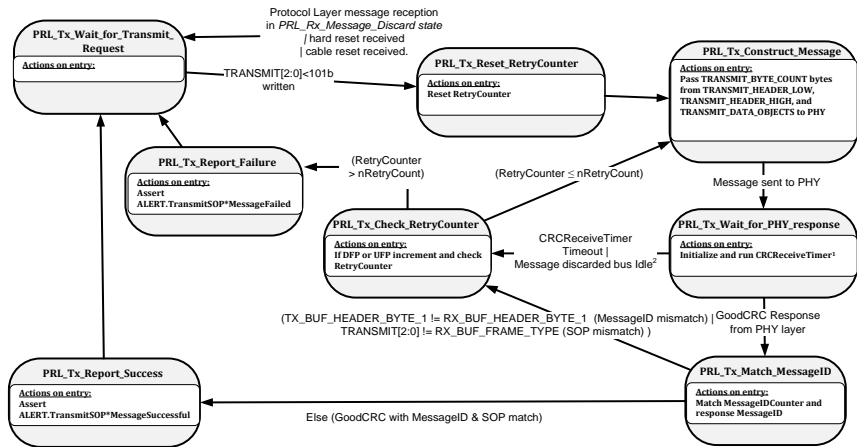 Protocol Layer message reception
in PRL_Rx_Message_Discard state
| hard reset received
| cable reset received.
PRL_Tx_Wait_for_Transmit_
Request
Actions on entry:
TRANSMIT[2:0]<101b
written
PRL_Tx_Reset_RetryCounter
Actions on entry:
Reset RetryCounter
PRL_Tx_Construct_Message
Actions on entry:
Pass TRANSMIT_BYTE_COUNT bytes
from TRANSMIT_HEADER_LOW,
TRANSMIT_HEADER_HIGH, and
TRANSMIT_DATA_OBJECTS to PHY
PRL_Tx_Report_Failure
Actions on entry:
Assert
ALERT.TransmitSOP*MessageFailed
(RetryCounter
> nRetryCount)
(RetryCounter ≤ nRetryCount)
Message sent to PHY
PRL_Tx_Check_RetryCounter
Actions on entry:
If DFP or UFP increment and check
RetryCounter
CRCReceiveTimer
Timeout |
Message discarded bus Idle²
PRL_Tx_Wait_for_PHY_response
Actions on entry:
Initialize and run CRCReceiveTimer¹
(TX_BUF_HEADER_BYTE_1 != RX_BUF_HEADER_BYTE_1 (MessageID mismatch) |
TRANSMIT[2:0] != RX_BUF_FRAME_TYPE (SOP mismatch) )
GoodCRC Response
from PHY layer
PRL_Tx_Report_Success
Actions on entry:
Assert
ALERT.TransmitSOP*MessageSuccessful
PRL_Tx_Match_MessageID
Actions on entry:
Match MessageIDCounter and
response MessageID
Else (GoodCRC with MessageID & SOP match)